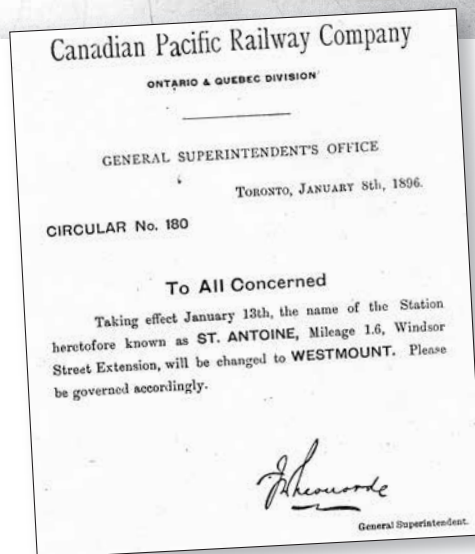 Canadian Pacific Railway Company
ONTARIO & QUEBEC DIVISION
GENERAL SUPERINTENDENT'S OFFICE
TORONTO, JANUARY 8th, 1896.
CIRCULAR No. 180
To All Concerned
Taking effect January 13th, the name of the Station
heretofore known as ST. ANTOINE, Mileage 1.6, Windsor
Street Extension, will be changed to WESTMOUNT. Please
be governed accordingly.
General Superintendent.